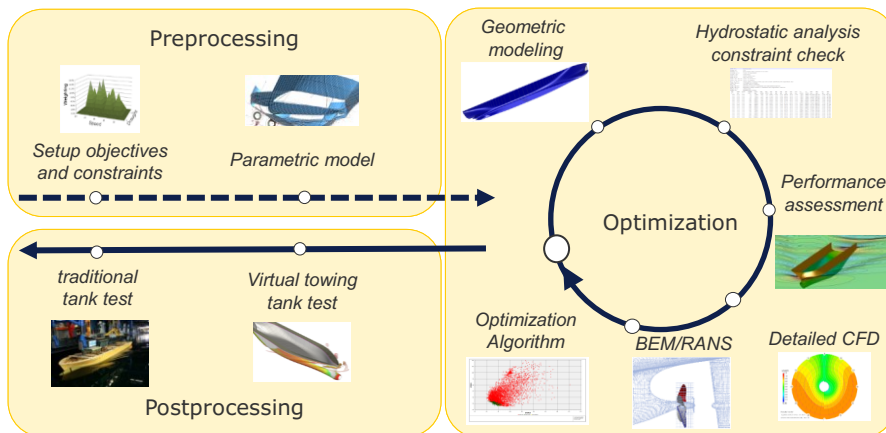 Preprocessing
Setup objectives
and constraints
Parametric model
Geometric
modeling
Hydrostatic analysis
constraint check
Performance
assessment
Optimization
Detailed CFD
BEM/RANS
Optimization
Algorithm
Virtual towing
tank test
traditional
tank test
Postprocessing